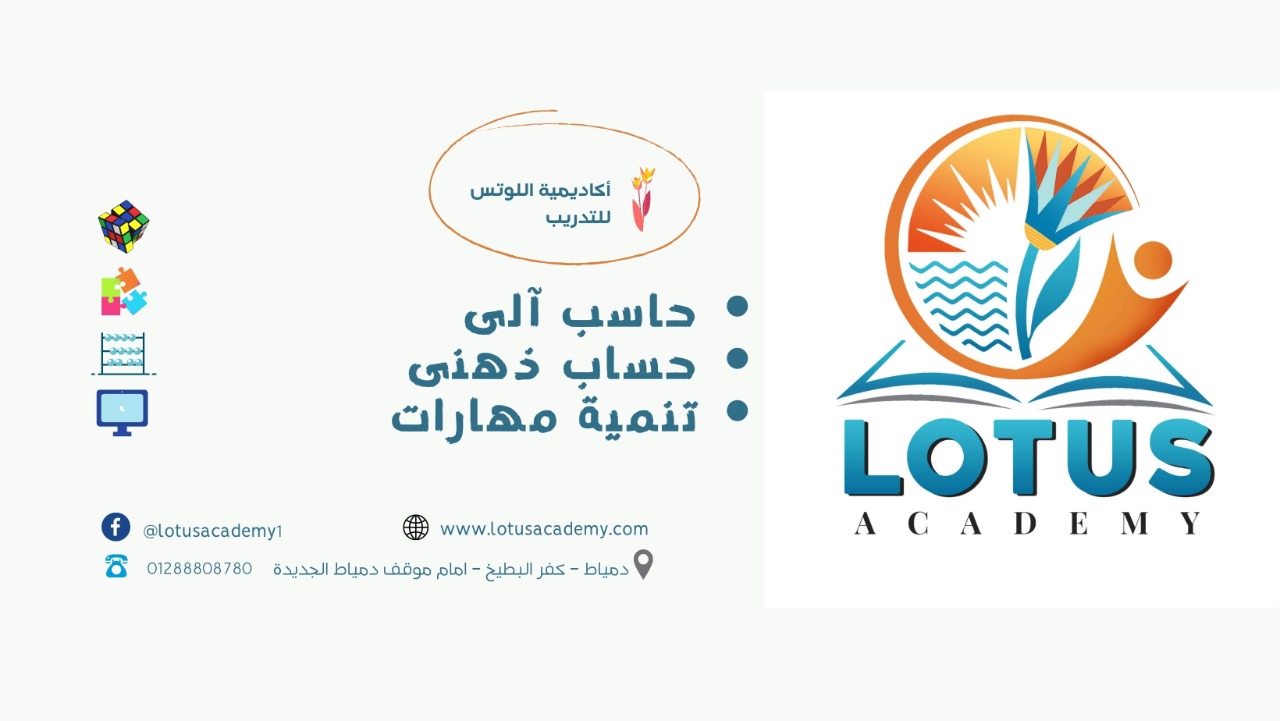 أكاديمية اللوتس
للتدريب
حاسب آلى
حساب ذهنى
تنمية مهارات
LOTUS
ACADEMY
@lotusacademy1
www.lotusacademy.com
01288808780
دمياط - كفر البطيخ - امام موقف دمياط الجديدة